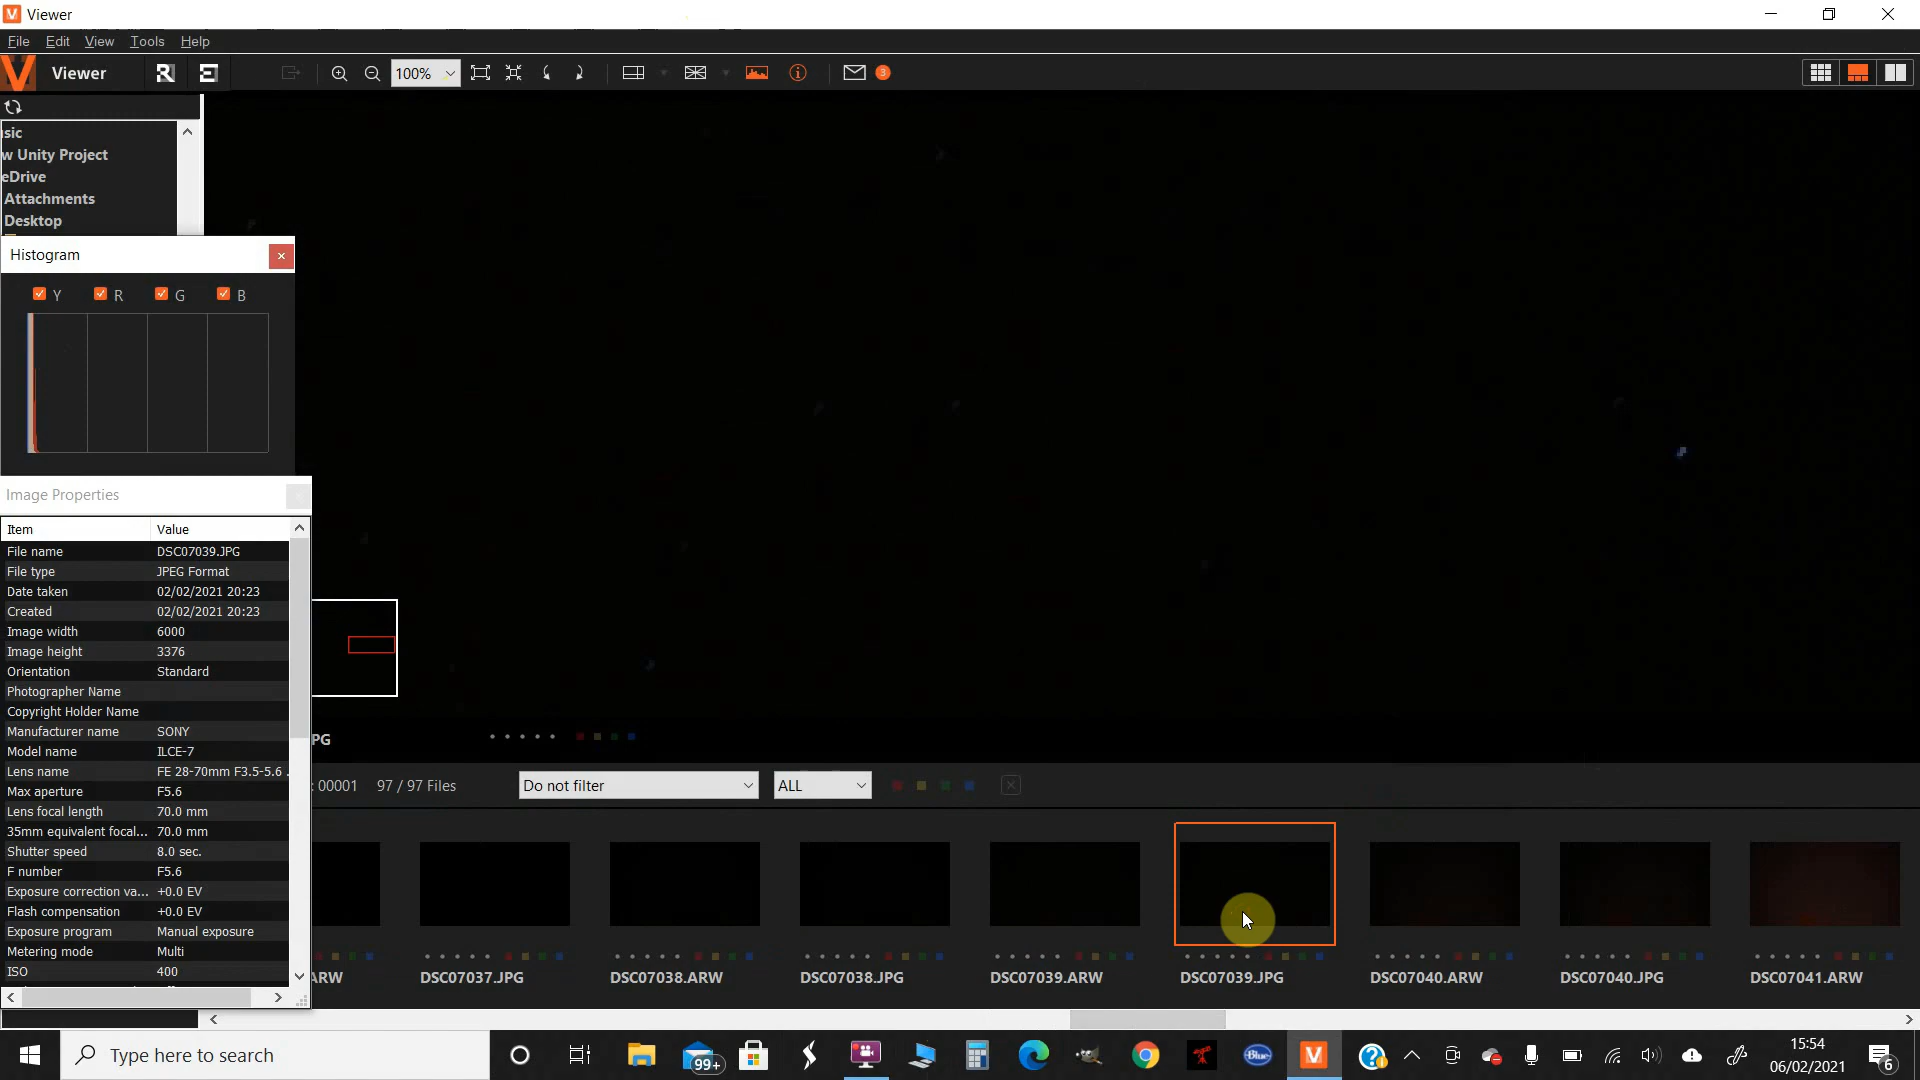 Viewer
File Edit View Tools Help
Viewer R E 100% 3
sic
w Unity Project
eDrive
Attachments
Desktop
Histogram
Y R G B
Image Properties
Item Value
File name DSC07039.JPG
File type JPEG Format
Date taken 02/02/2021 20:23
Created 02/02/2021 20:23
Image width 6000
Image height 3376
Orientation Standard
Photographer Name
Copyright Holder Name
Manufacturer name SONY
Model name ILCE-7
Lens name FE 28-70mm F3.5-5.6 .
Max aperture F5.6
Lens focal length 70.0 mm
35mm equivalent focal... 70.0 mm
Shutter speed 8.0 sec.
F number F5.6
Exposure correction va... +0.0 EV
Flash compensation +0.0 EV
Exposure program Manual exposure
Metering mode Multi
ISO 400
PG
: 00001 97 / 97 Files Do not filter ALL
ARW DSC07037.JPG DSC07038.ARW DSC07038.JPG DSC07039.ARW DSC07039.JPG DSC07040.ARW DSC07040.JPG DSC07041.ARW
Type here to search 99+ Blue V 15:54
06/02/2021 6